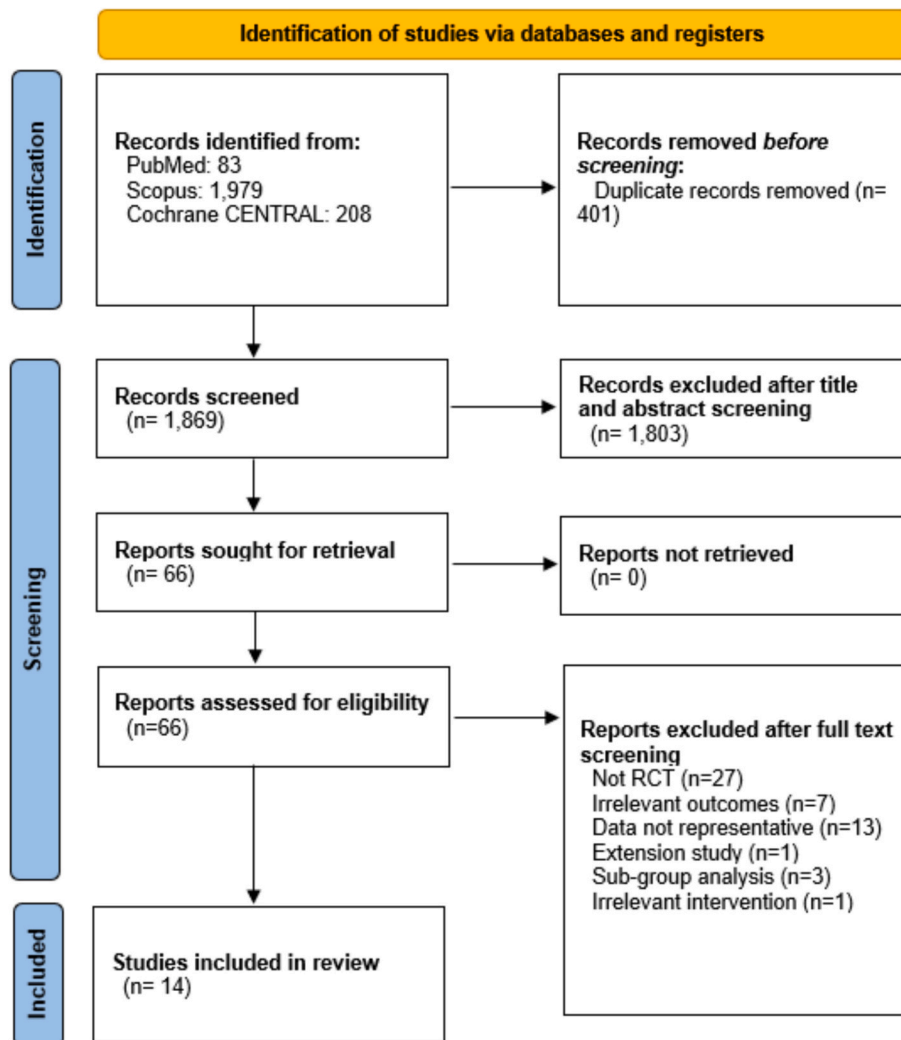 Identification of studies via databases and registers
Identification
Records identified from:
PubMed: 83
Scopus: 1,979
Cochrane CENTRAL: 208
Records removed before
screening:
Duplicate records removed (n=
401)
Screening
Records screened
(n= 1,869)
Records excluded after title
and abstract screening
(n= 1,803)
Reports sought for retrieval
(n= 66)
Reports not retrieved
(n= 0)
Reports assessed for eligibility
(n=66)
Reports excluded after full text
screening
Not RCT (n=27)
Irrelevant outcomes (n=7)
Data not representative (n=13)
Extension study (n=1)
Sub-group analysis (n=3)
Irrelevant intervention (n=1)
Included
Studies included in review
(n= 14)